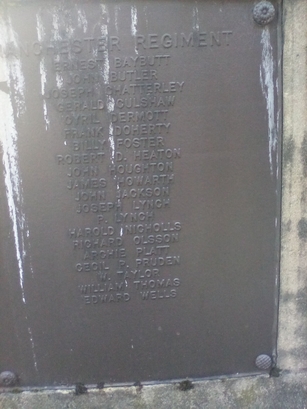 ANCHESTER REGIMENT
ERNEST BAYBUTT
JOHN BUTLER
JOSEPH CHATTERLEY
GERALD CULSHAW
CYRIL DERMOTT
FRANK DOHERTY
BILLY FOSTER
ROBERT D. HEATON
JOHN HOUGHTON
JAMES HOWARTH
JOHN JACKSON
JOSEPH LYNCH
P. LYNCH
HAROLD NICHOLLS
RICHARD OLSSON
ARCHIE PLATT
CECIL P. PRUDEN
TAYLOR
WILLIAM THOMAS
EDWARD WELLS